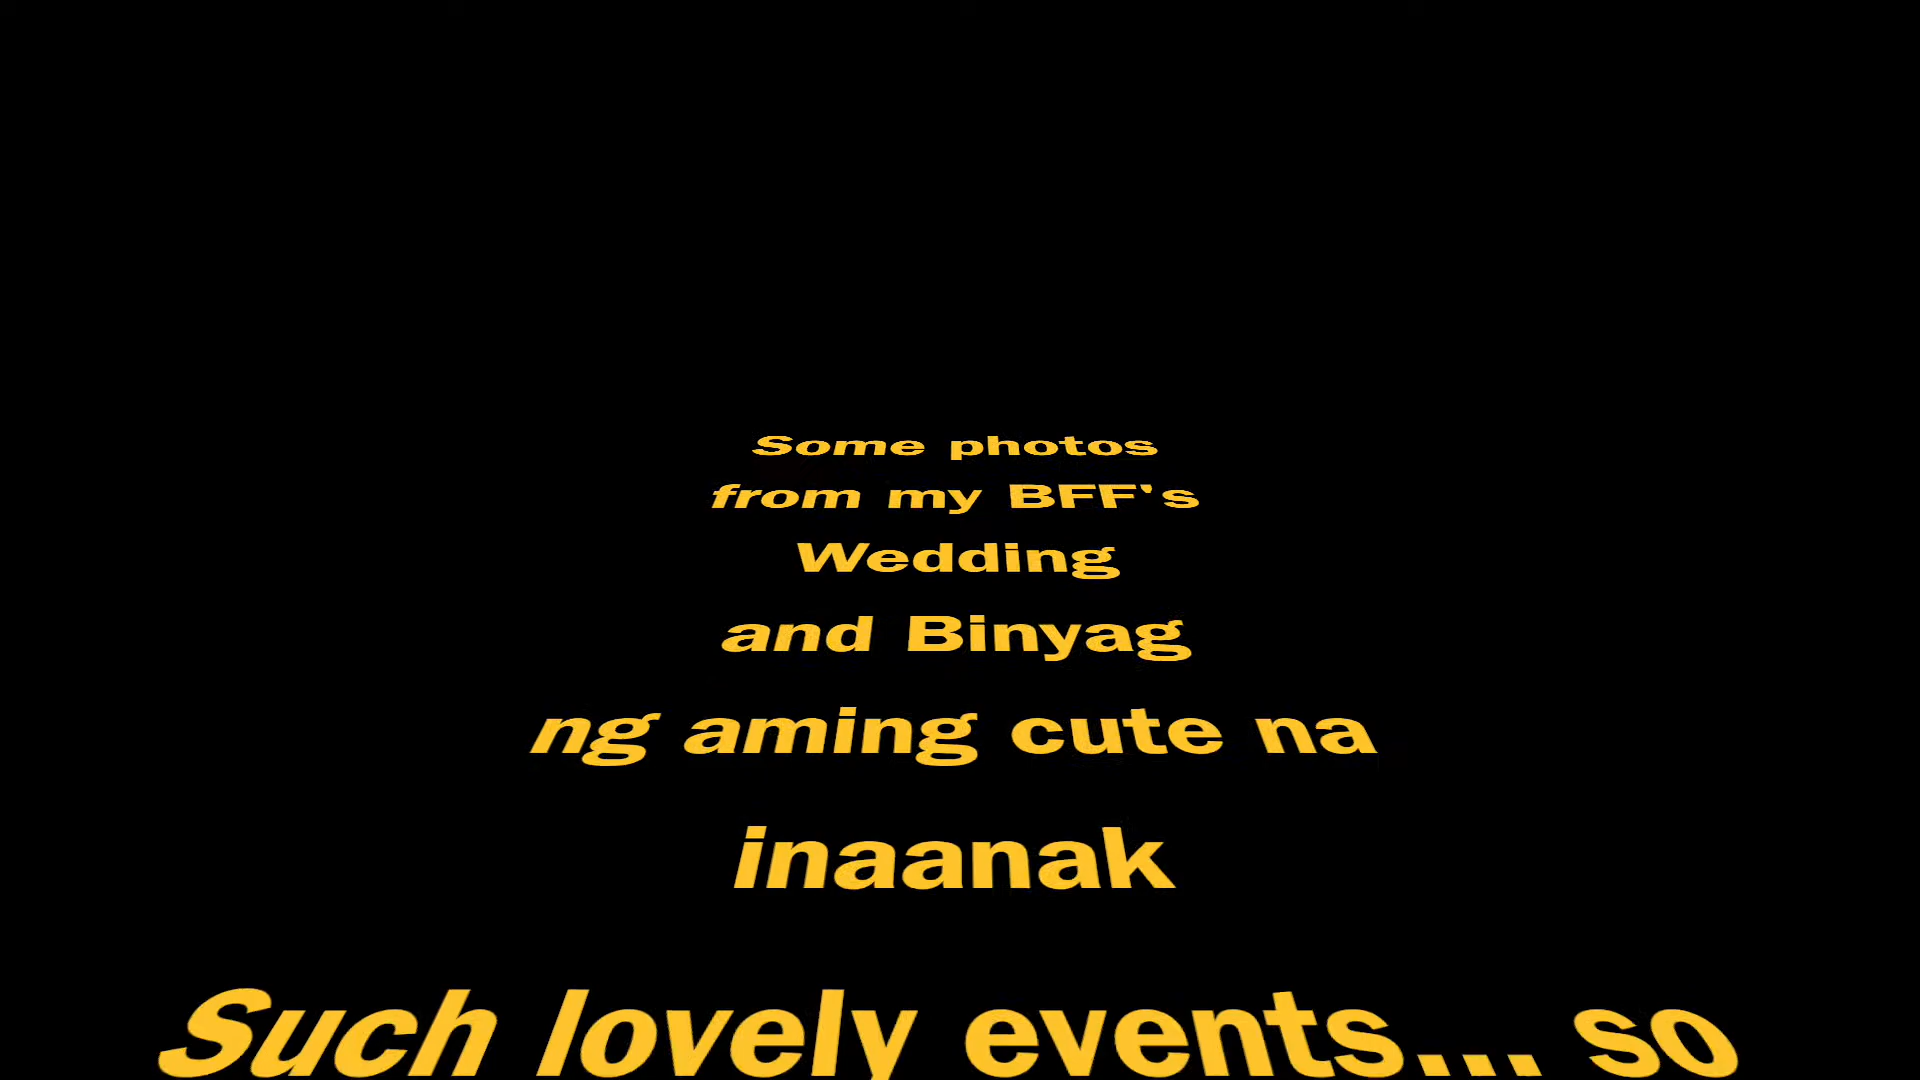 Some photos
from my BFF's
Wedding
and Binyag
ng aming cute na
inaanak
Such lovely events... so